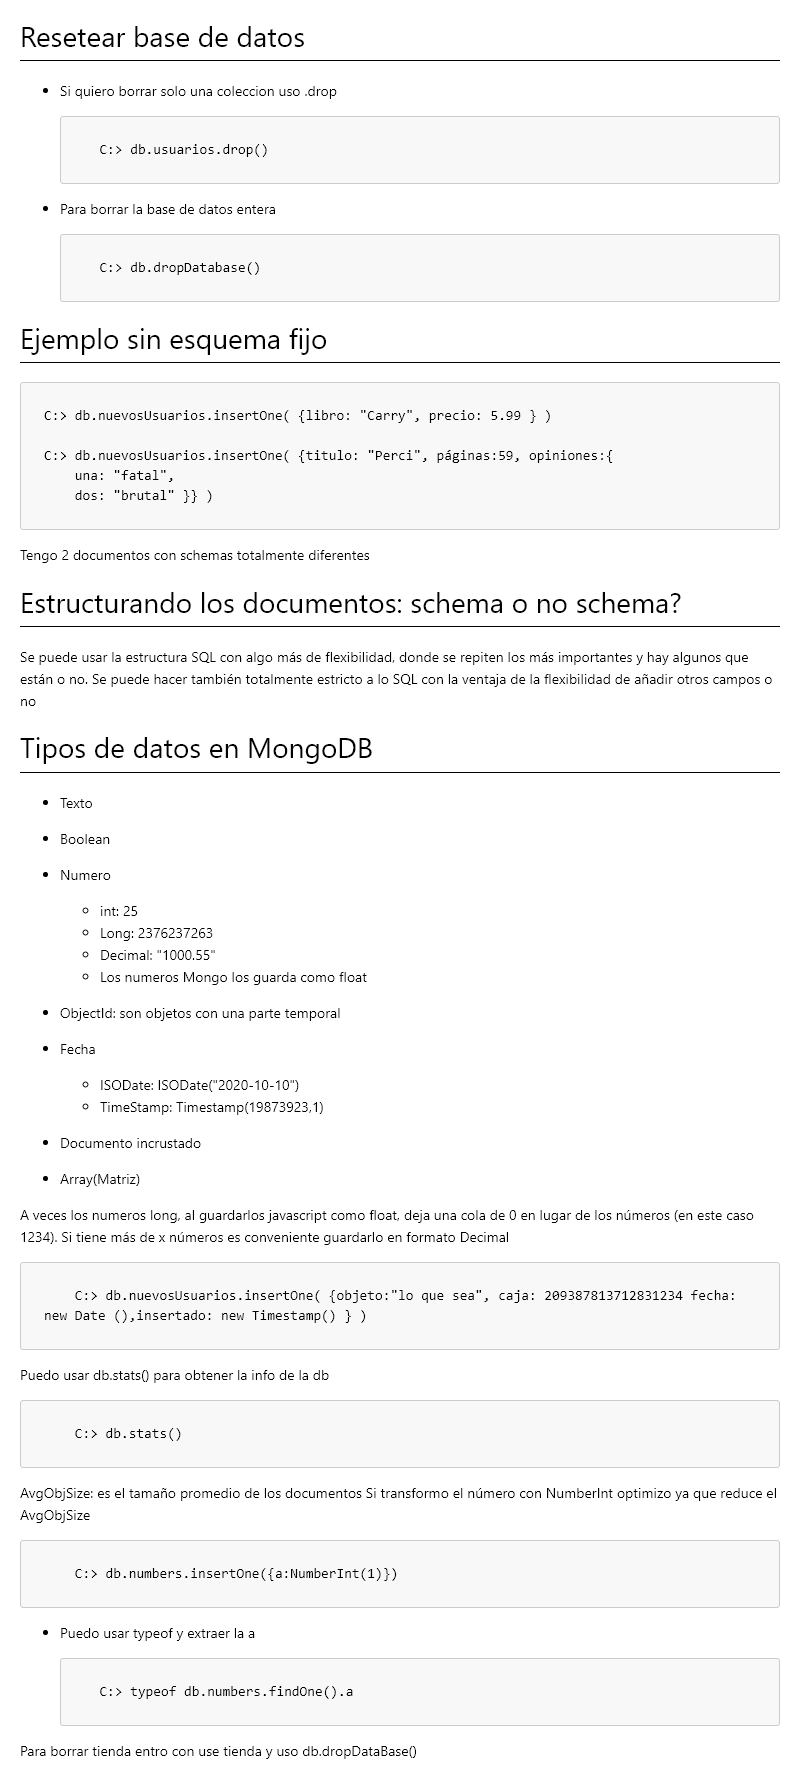 Resetear base de datos
Si quiero borrar solo una coleccion uso .drop
C:> db.usuarios.drop()
Para borrar la base de datos entera
C:> db.dropDatabase()
Ejemplo sin esquema fijo
C:> db.nuevosUsuarios.insertOne( {libro: "Carry", precio: 5.99 } )
C:> db.nuevosUsuarios.insertOne( {titulo: "Perci", páginas:59, opiniones:{
una: "fatal",
dos: "brutal" }} )
Tengo 2 documentos con schemas totalmente diferentes
Estructurando los documentos: schema o no schema?
Se puede usar la estructura SQL con algo más de flexibilidad, donde se repiten los más importantes y hay algunos que
están o no. Se puede hacer también totalmente estricto a lo SQL con la ventaja de la flexibilidad de añadir otros campos o
no
Tipos de datos en MongoDB
Texto
Boolean
Numero
int: 25
Long: 2376237263
Decimal: "1000.55"
Los numeros Mongo los guarda como float
ObjectId: son objetos con una parte temporal
Fecha
ISODate: ISODate("2020-10-10")
TimeStamp: Timestamp(19873923,1)
Documento incrustado
Array(Matriz)
A veces los numeros long, al guardarlos javascript como float, deja una cola de 0 en lugar de los números (en este caso
1234). Si tiene más de x números es conveniente guardarlo en formato Decimal
C:> db.nuevosUsuarios.insertOne( {objeto:"lo que sea", caja: 209387813712831234 fecha:
new Date (),insertado: new Timestamp() } )
Puedo usar db.stats() para obtener la info de la db
C:> db.stats()
AvgObjSize: es el tamaño promedio de los documentos Si transformo el número con NumberInt optimizo ya que reduce el
AvgObjSize
C:> db.numbers.insertOne({a:NumberInt(1)})
Puedo usar typeof y extraer la a
C:> typeof db.numbers.findOne().a
Para borrar tienda entro con use tienda y uso db.dropDataBase()